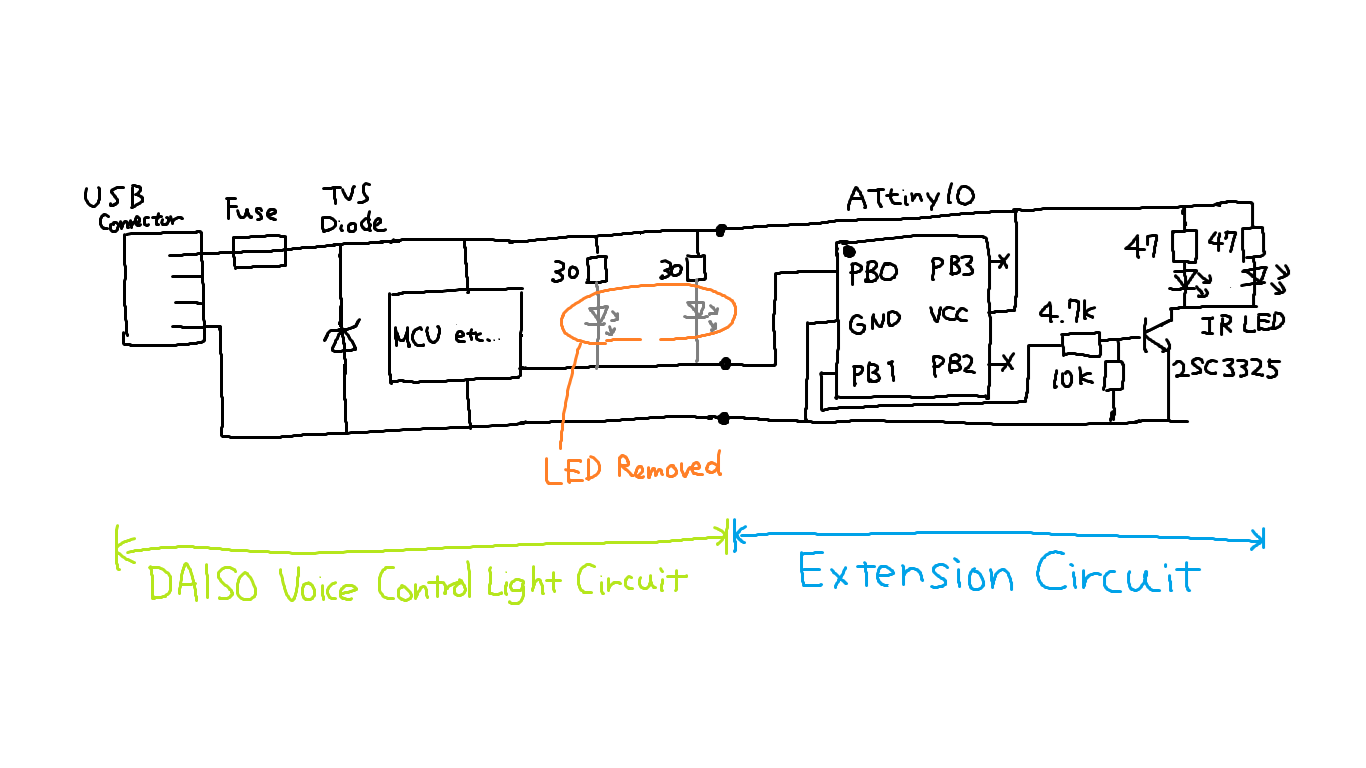 USB
Connector
Fuse
TVS
Diode
30
30
MCU etc...
LED Removed
ATtiny10
PB0
PB3
GND
VCC
PB1
PB2
4.7k
10k
47
47
IR LED
2SC3325
DAISO Voice Control Light Circuit
Extension Circuit